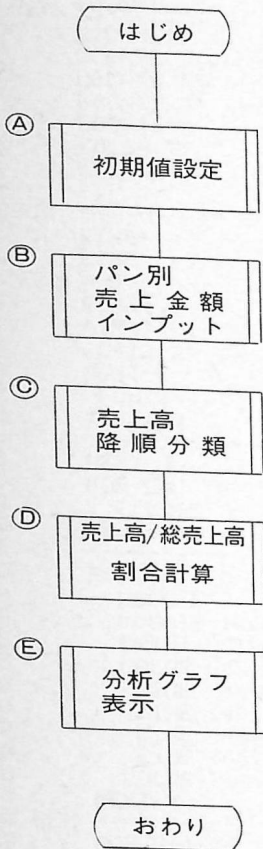 はじめ
Ⓐ
初期値設定
Ⓑ
パン別
売上金額
インプット
Ⓒ
売上高
降順分類
Ⓓ
売上高/総売上高
割合計算
Ⓔ
分析グラフ
表示
おわり